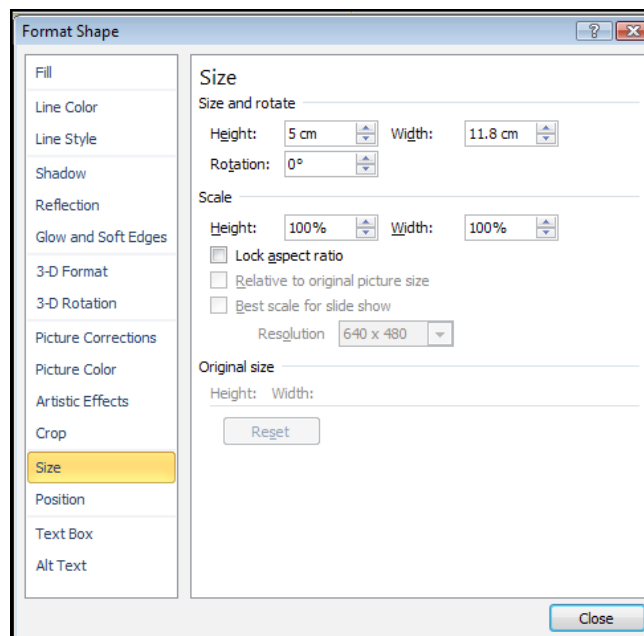 Format Shape
Fill
Line Color
Line Style
Shadow
Reflection
Glow and Soft Edges
3-D Format
3-D Rotation
Picture Corrections
Picture Color
Artistic Effects
Crop
Size
Position
Text Box
Alt Text
Size
Size and rotate
Height: 5 cm Width: 11.8 cm
Rotation: 0°
Scale
Height: 100% Width: 100%
Lock aspect ratio
Relative to original picture size
Best scale for slide show
Resolution 640 x 480
Original size
Height: Width:
Reset
Close